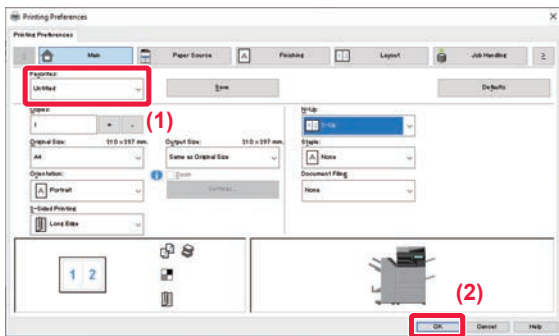 Printing Preferences
Printing Preferences
Main
Paper Source
Finishing
Layout
Job Handling
Favorites:
Untitled
Save
Defaults
Copies:
1
+
-
(1)
N-Up:
2-Up
Original Size:
210 x 297 mm.
Output Size:
210 x 297 mm.
Staple:
A4
Same as Original Size
None
Orientation:
Zoom
Document Filing:
Portrait
Settings...
None
2-Sided Printing:
Long Edge
1 2
(2)
OK
Cancel
Help